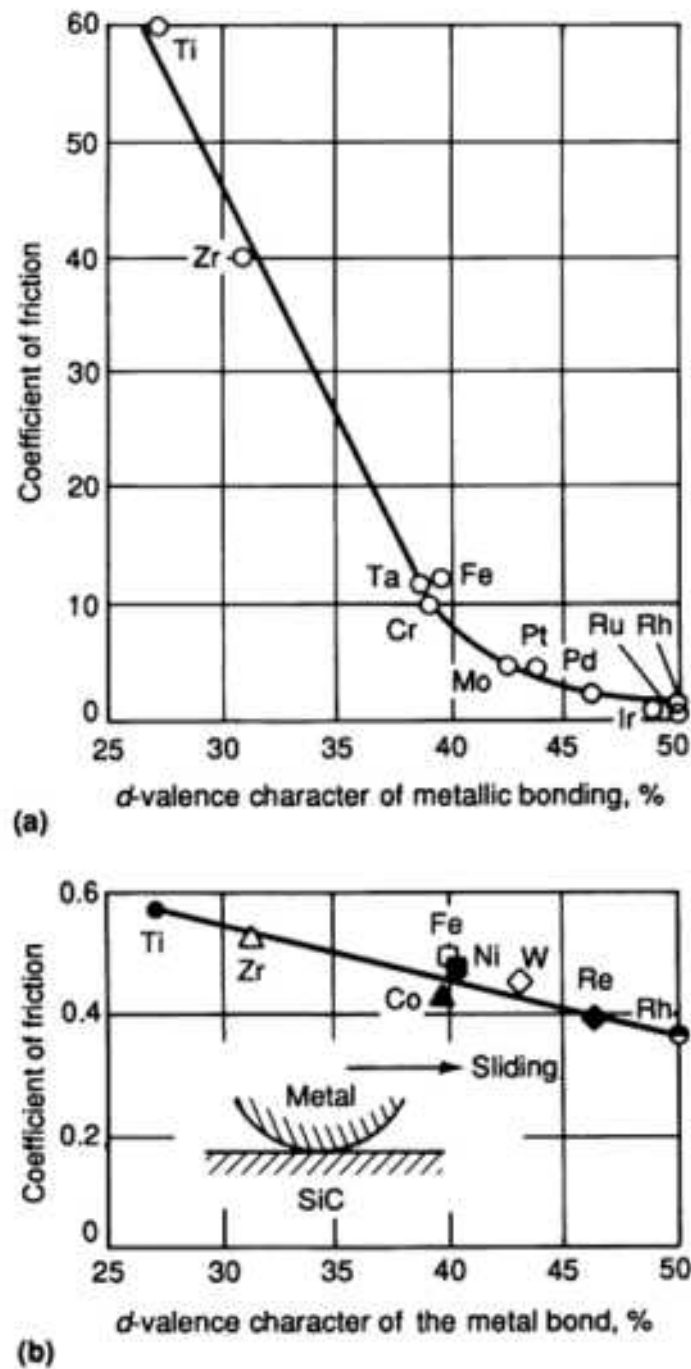 60
Ti
50
Zr
40
30
20
Ta
Fe
10
Cr
Mo
Pt
Pd
Ru Rh
Ir
0
25 30 35 40 45 50
Coefficient of friction
d-valence character of metallic bonding, %
(a)
0.6
Ti
Zr
Fe
Ni
W
Co
Re
Rh
0.4
Sliding
Metal
0.2
SiC
0
25 30 35 40 45 50
Coefficient of friction
d-valence character of the metal bond, %
(b)